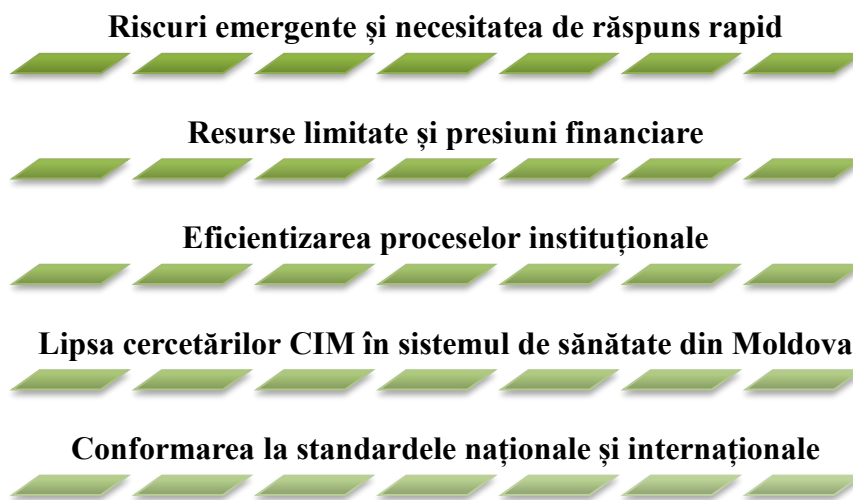 Riscuri emergente și necesitatea de răspuns rapid
Resurse limitate și presiuni financiare
Eficientizarea proceselor instituționale
Lipsa cercetărilor CIM în sistemul de sănătate din Moldova
Conformarea la standardele naționale și internaționale